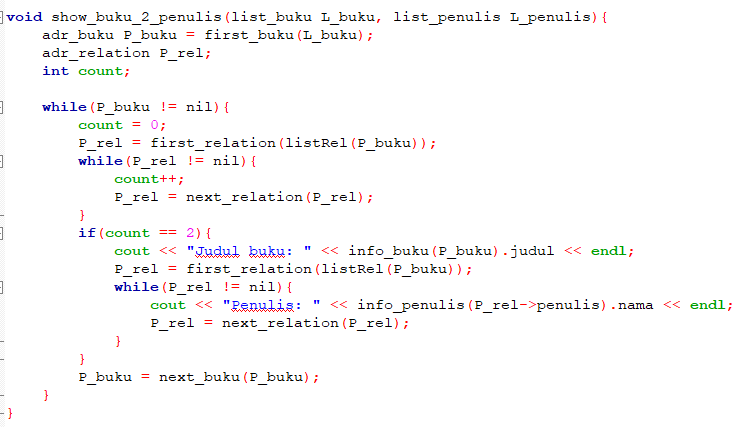 void show_buku_2_penulis(list_buku L_buku, list_penulis L_penulis){
    adr_buku P_buku = first_buku(L_buku);
    adr_relation P_rel;
    int count;

    while(P_buku != nil){
        count = 0;
        P_rel = first_relation(listRel(P_buku));
        while(P_rel != nil){
            count++;
            P_rel = next_relation(P_rel);
        }
        if(count == 2){
            cout << "Judul buku: " << info_buku(P_buku).judul << endl;
            P_rel = first_relation(listRel(P_buku));
            while(P_rel != nil){
                cout << "Penulis: " << info_penulis(P_rel->penulis).nama << endl;
                P_rel = next_relation(P_rel);
            }
        }
        P_buku = next_buku(P_buku);
    }
}